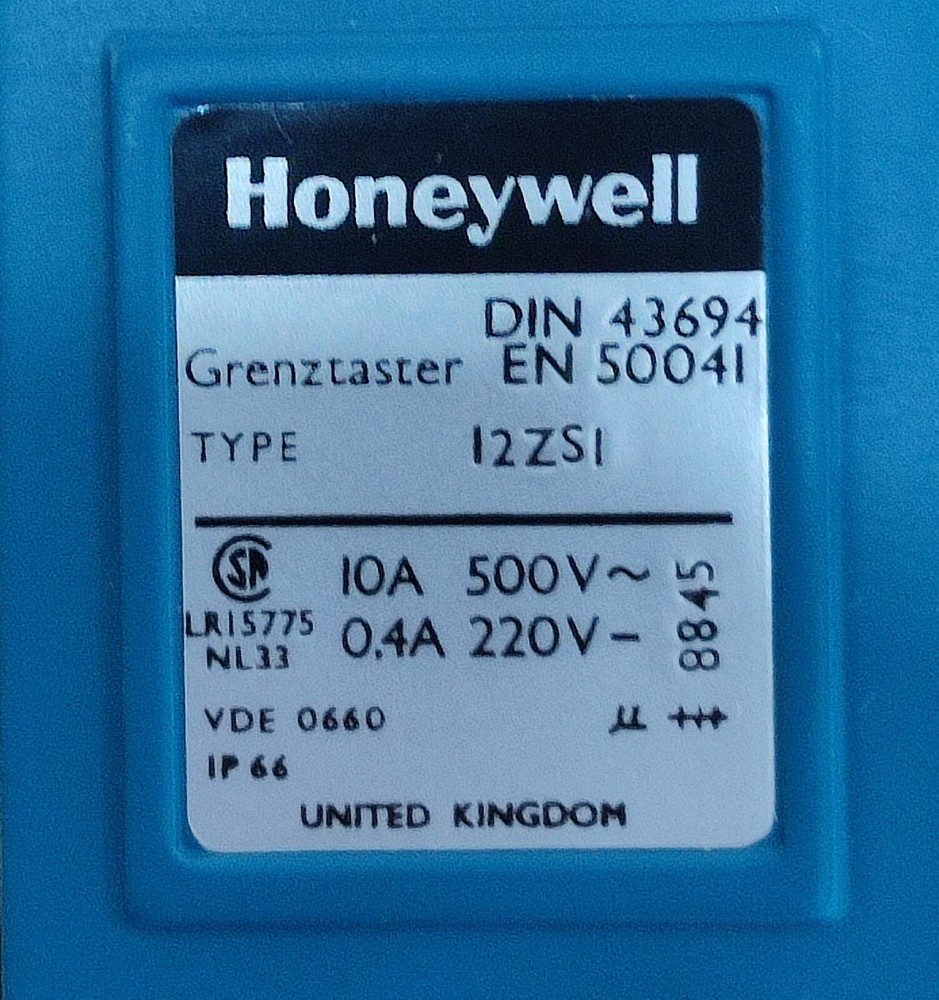 Honeywell
DIN 43694
Grenztaster EN 50041
TYPE 12ZS1
10A 500V~
LR15775
0.4A 220V–
NL33
8845
VDE 0660
µ
IP 66
UNITED KINGDOM